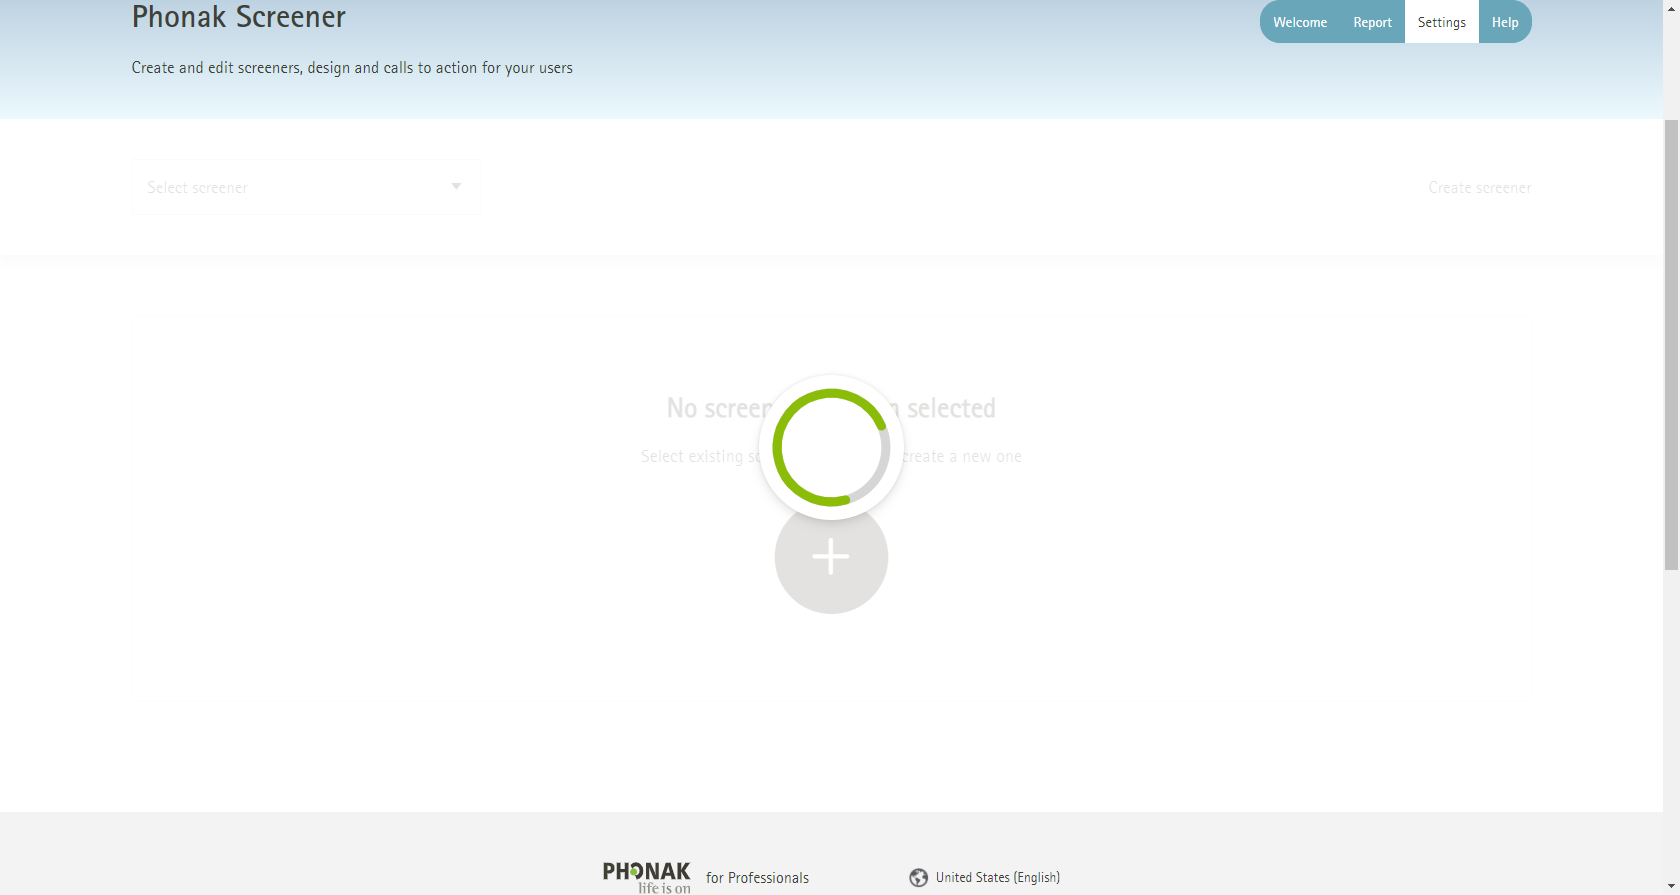 Phonak Screener
Welcome Report Settings Help
Create and edit screeners, design and calls to action for your users
Select screener
Create screener
No screen selected
Select existing create a new one
PHONAK
life is on
for Professionals
United States (English)